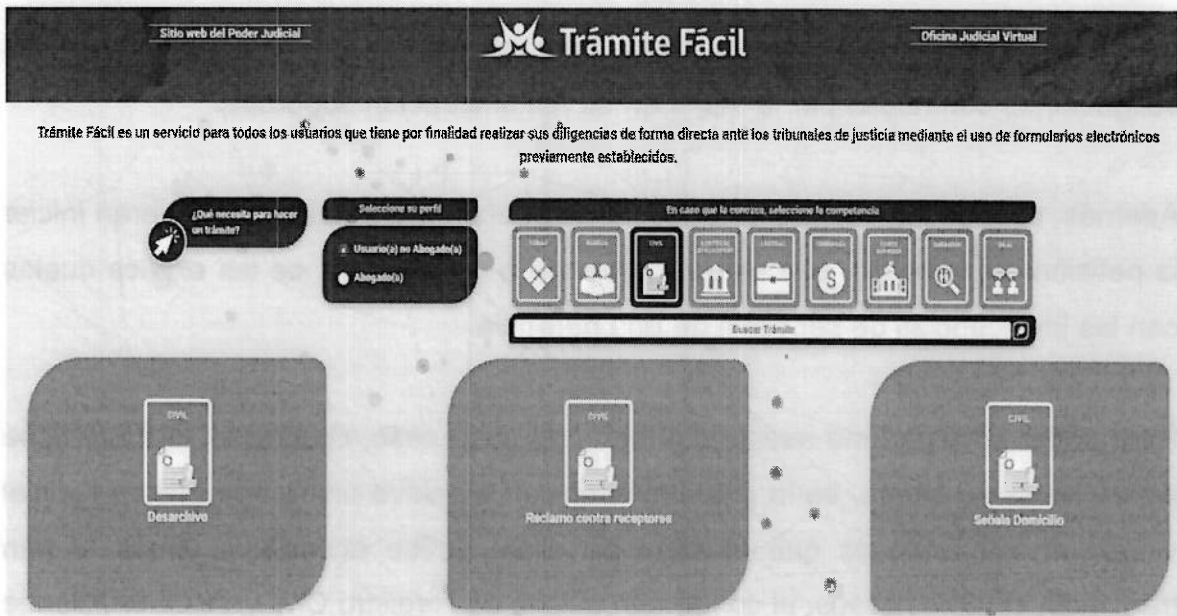 Sitio web del Poder Judicial
Trámite Fácil
Oficina Judicial Virtual
Trámite Fácil es un servicio para todos los usuarios que tiene por finalidad realizar sus diligencias de forma directa ante los tribunales de justicia mediante el uso de formularios electrónicos
previamente establecidos.
¿Qué necesita para hacer
un trámite?
Seleccione su perfil
Usuario(a) no Abogado(a)
Abogado(a)
En caso que la conozca, seleccione la competencia
CIVIL
Buscar Trámite
CIVIL
Desarchivo
CIVIL
Reclamo contra receptores
CIVIL
Señala Domicilio